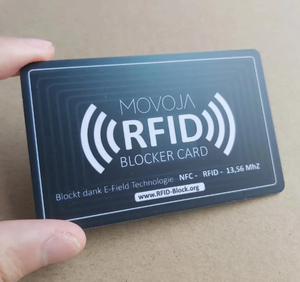 MOVOJA
RFID
BLOCKER CARD
Blockt dank E-Field Technologie NFC - RFID - 13,56 MhZ
www.RFID-Block.org